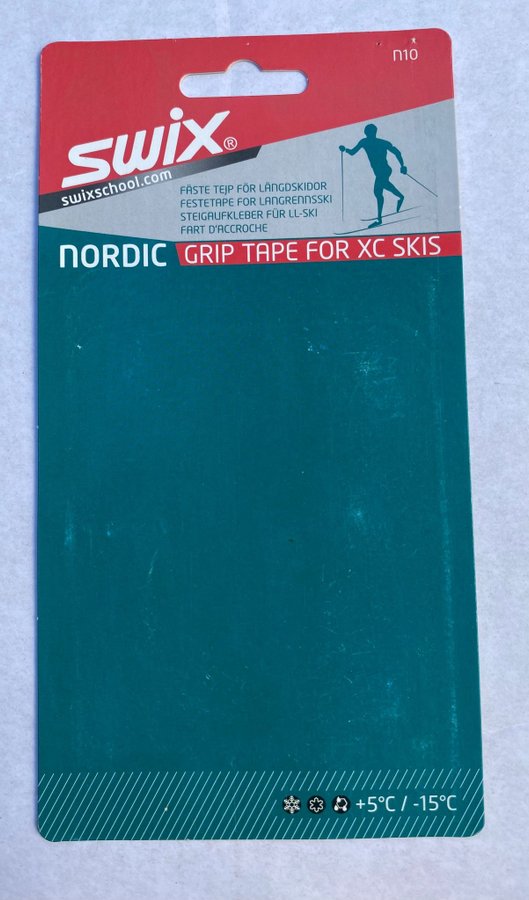 N10
SWIX®
swixschool.com
FÄSTE TEJP FÖR LÄNGDSKIDOR
FESTETAPE FOR LANGRENNSSKI
STEIGAUFKLEBER FÜR LL-SKI
FART D'ACCROCHE
NORDIC GRIP TAPE FOR XC SKIS
+5°C / -15°C